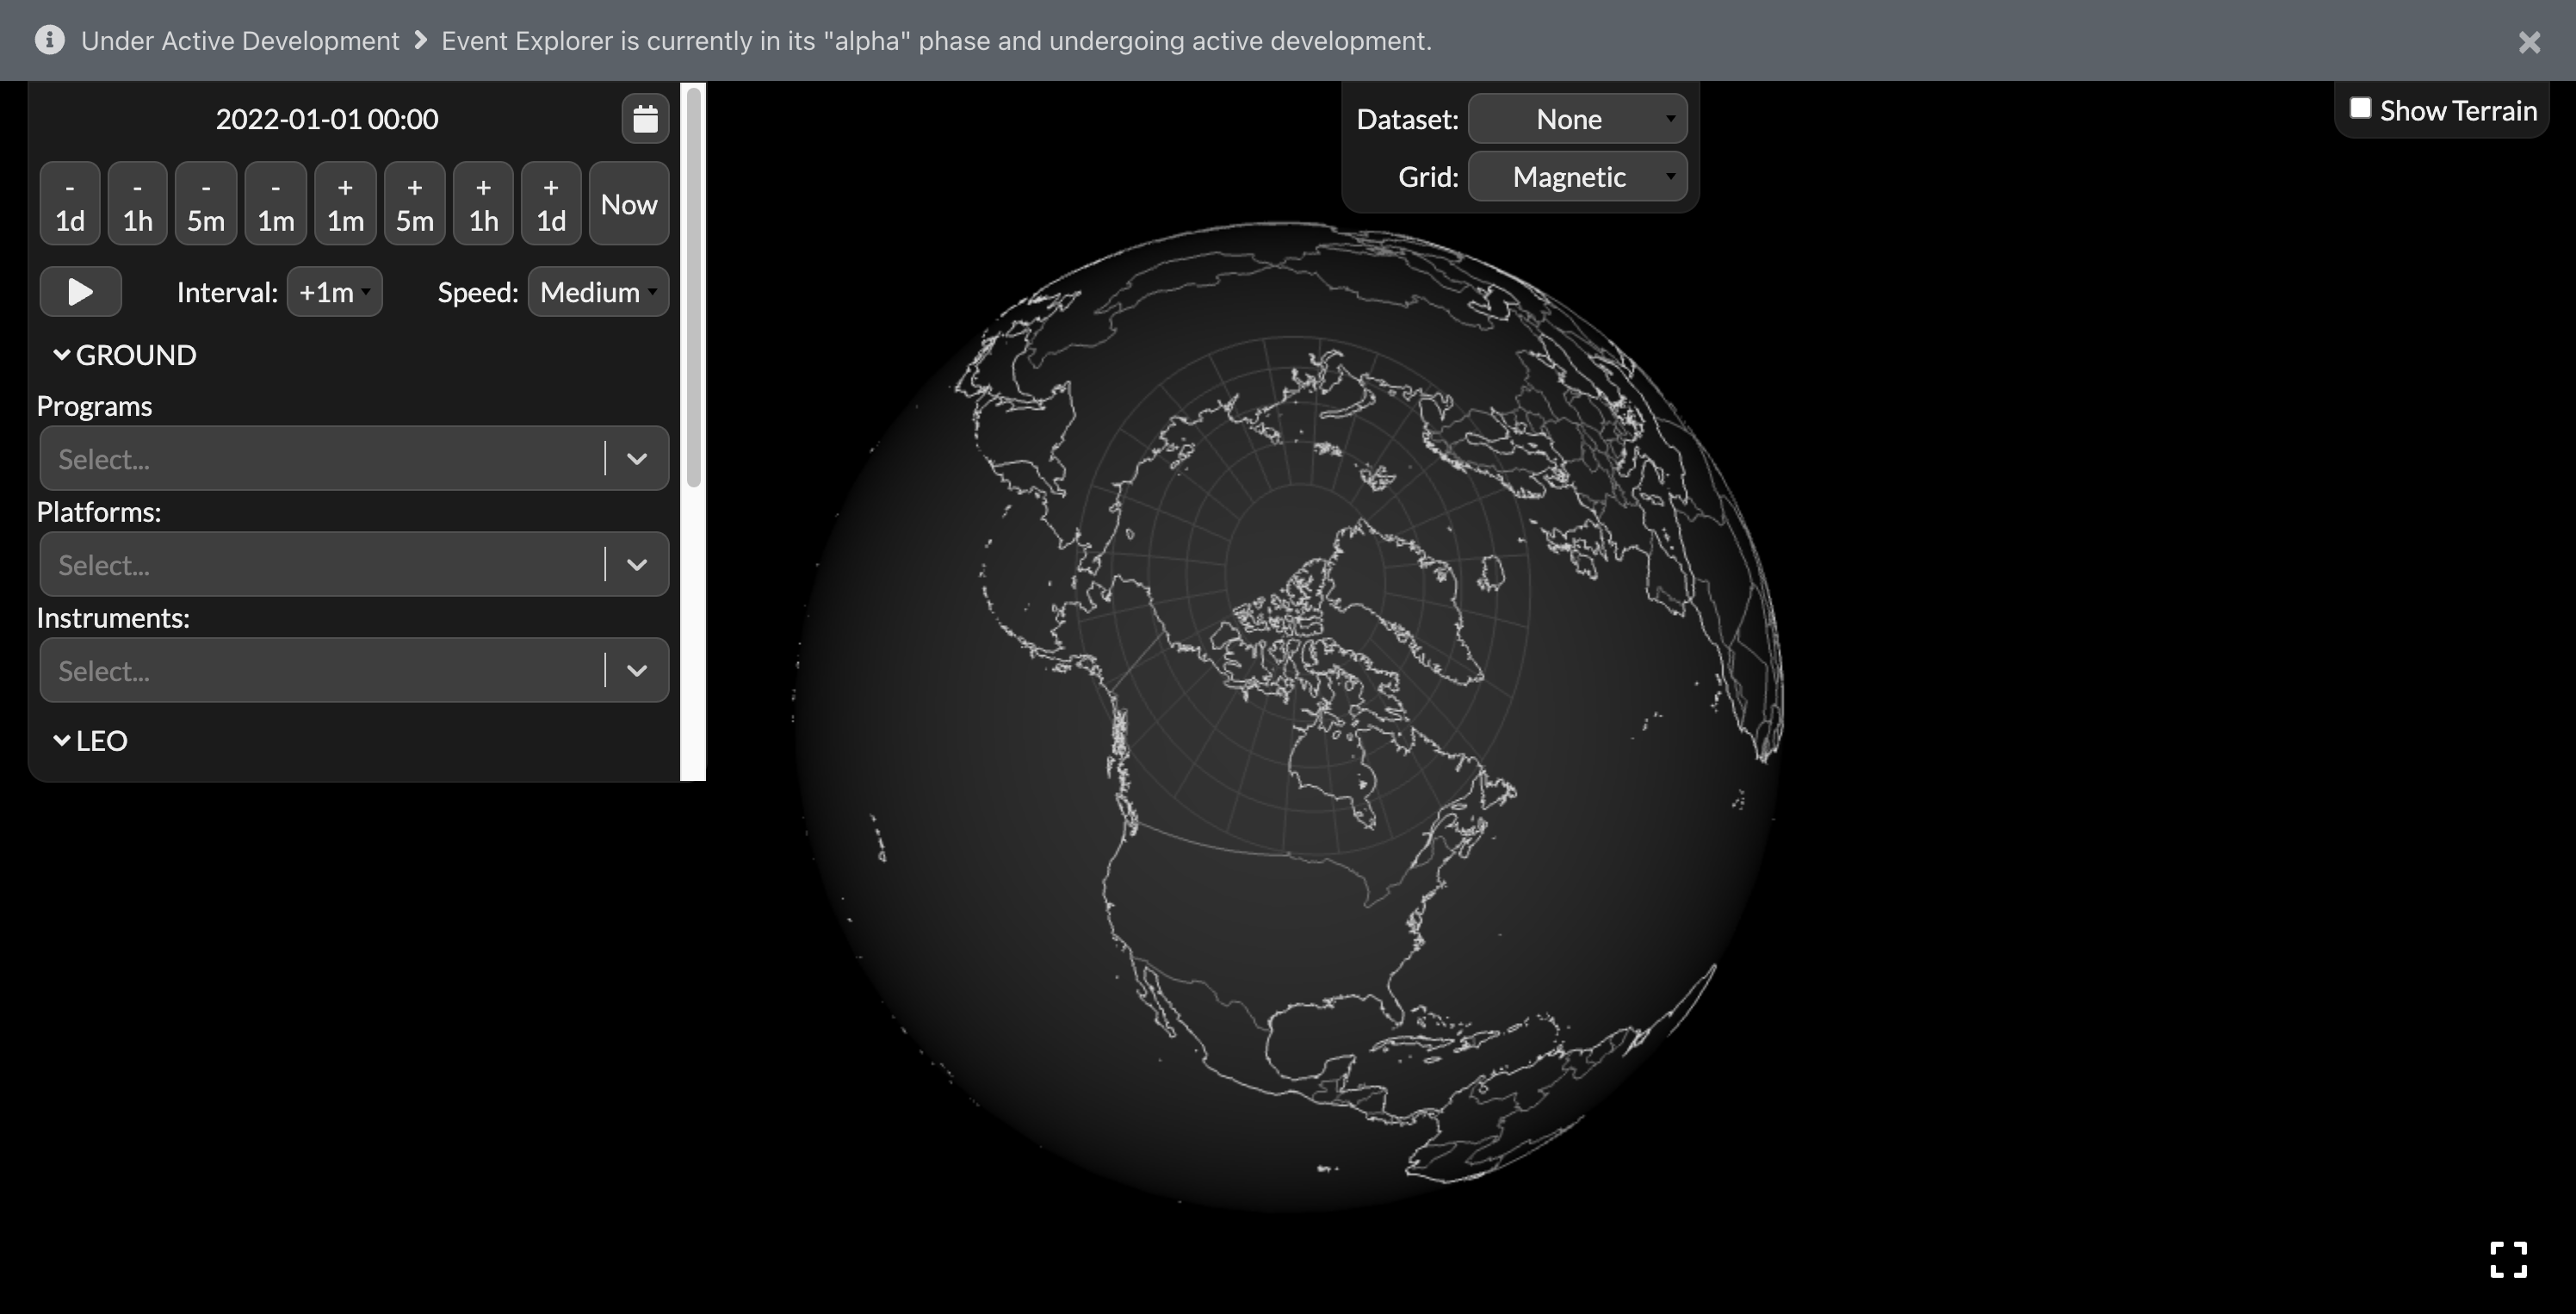 Under Active Development > Event Explorer is currently in its "alpha" phase and undergoing active development.
2022-01-01 00:00
- 1d
- 1h
- 5m
- 1m
+ 1m
+ 5m
+ 1h
+ 1d
Now
Interval: +1m
Speed: Medium
GROUND
Programs
Select...
Platforms:
Select...
Instruments:
Select...
LEO
Dataset: None
Grid: Magnetic
Show Terrain